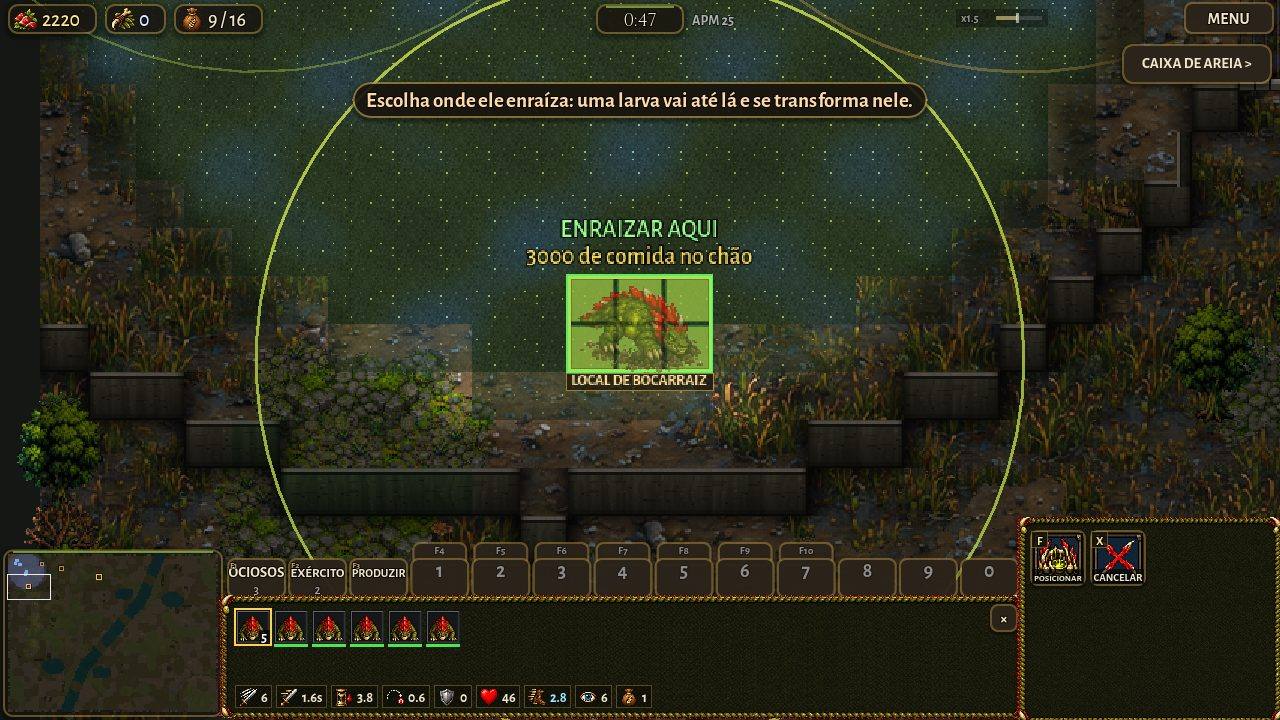 2220
0
9/16
0:47
APM 25
x1.5
MENU
CAIXA DE AREIA >
Escolha onde ele enraíza: uma larva vai até lá e se transforma nele.
ENRAIZAR AQUI
3000 de comida no chão
LOCAL DE BOCARRAIZ
F4
F5
F6
F7
F8
F9
F10
OCIOSOS
EXÉRCITO
PRODUZIR
1
2
3
4
5
6
7
8
9
0
3
2
F
POSICIONAR
X
CANCELAR
5
×
6
1.6s
3.8
0.6
0
46
2.8
6
1